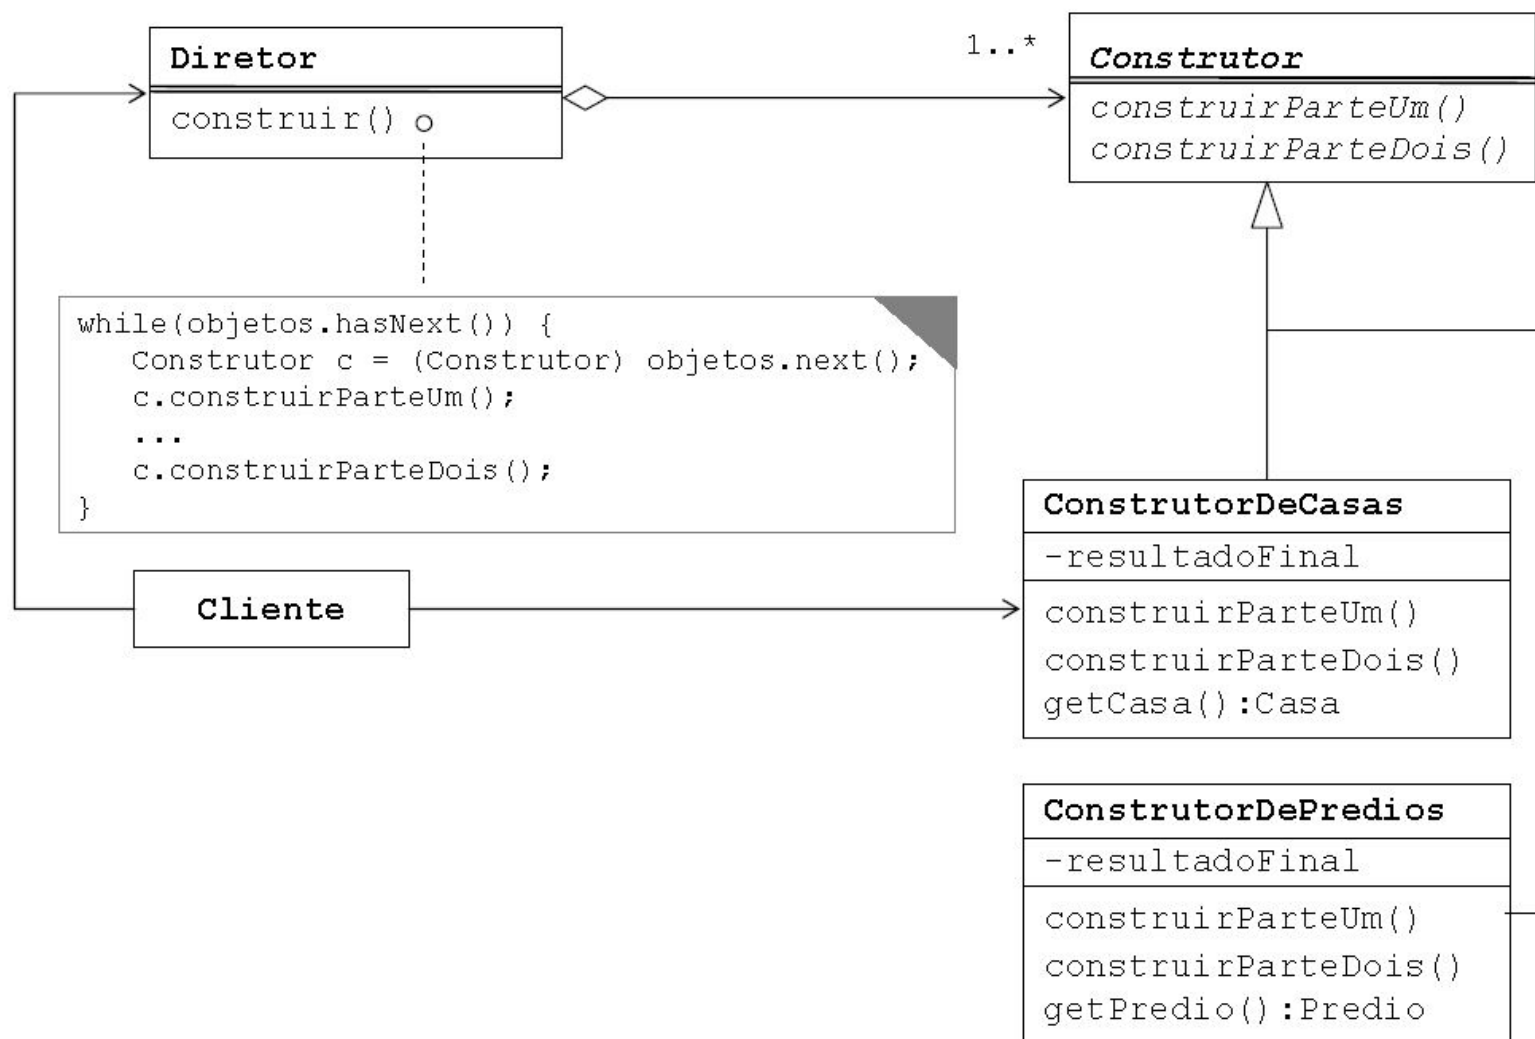 Diretor
construir()
1..*
Construtor
construirParteUm()
construirParteDois()
while(objetos.hasNext()) {
Construtor c = (Construtor) objetos.next();
c.construirParteUm();
...
c.construirParteDois();
}
Cliente
ConstrutorDeCasas
-resultadoFinal
construirParteUm()
construirParteDois()
getCasa():Casa
ConstrutorDePredios
-resultadoFinal
construirParteUm()
construirParteDois()
getPredio():Predio